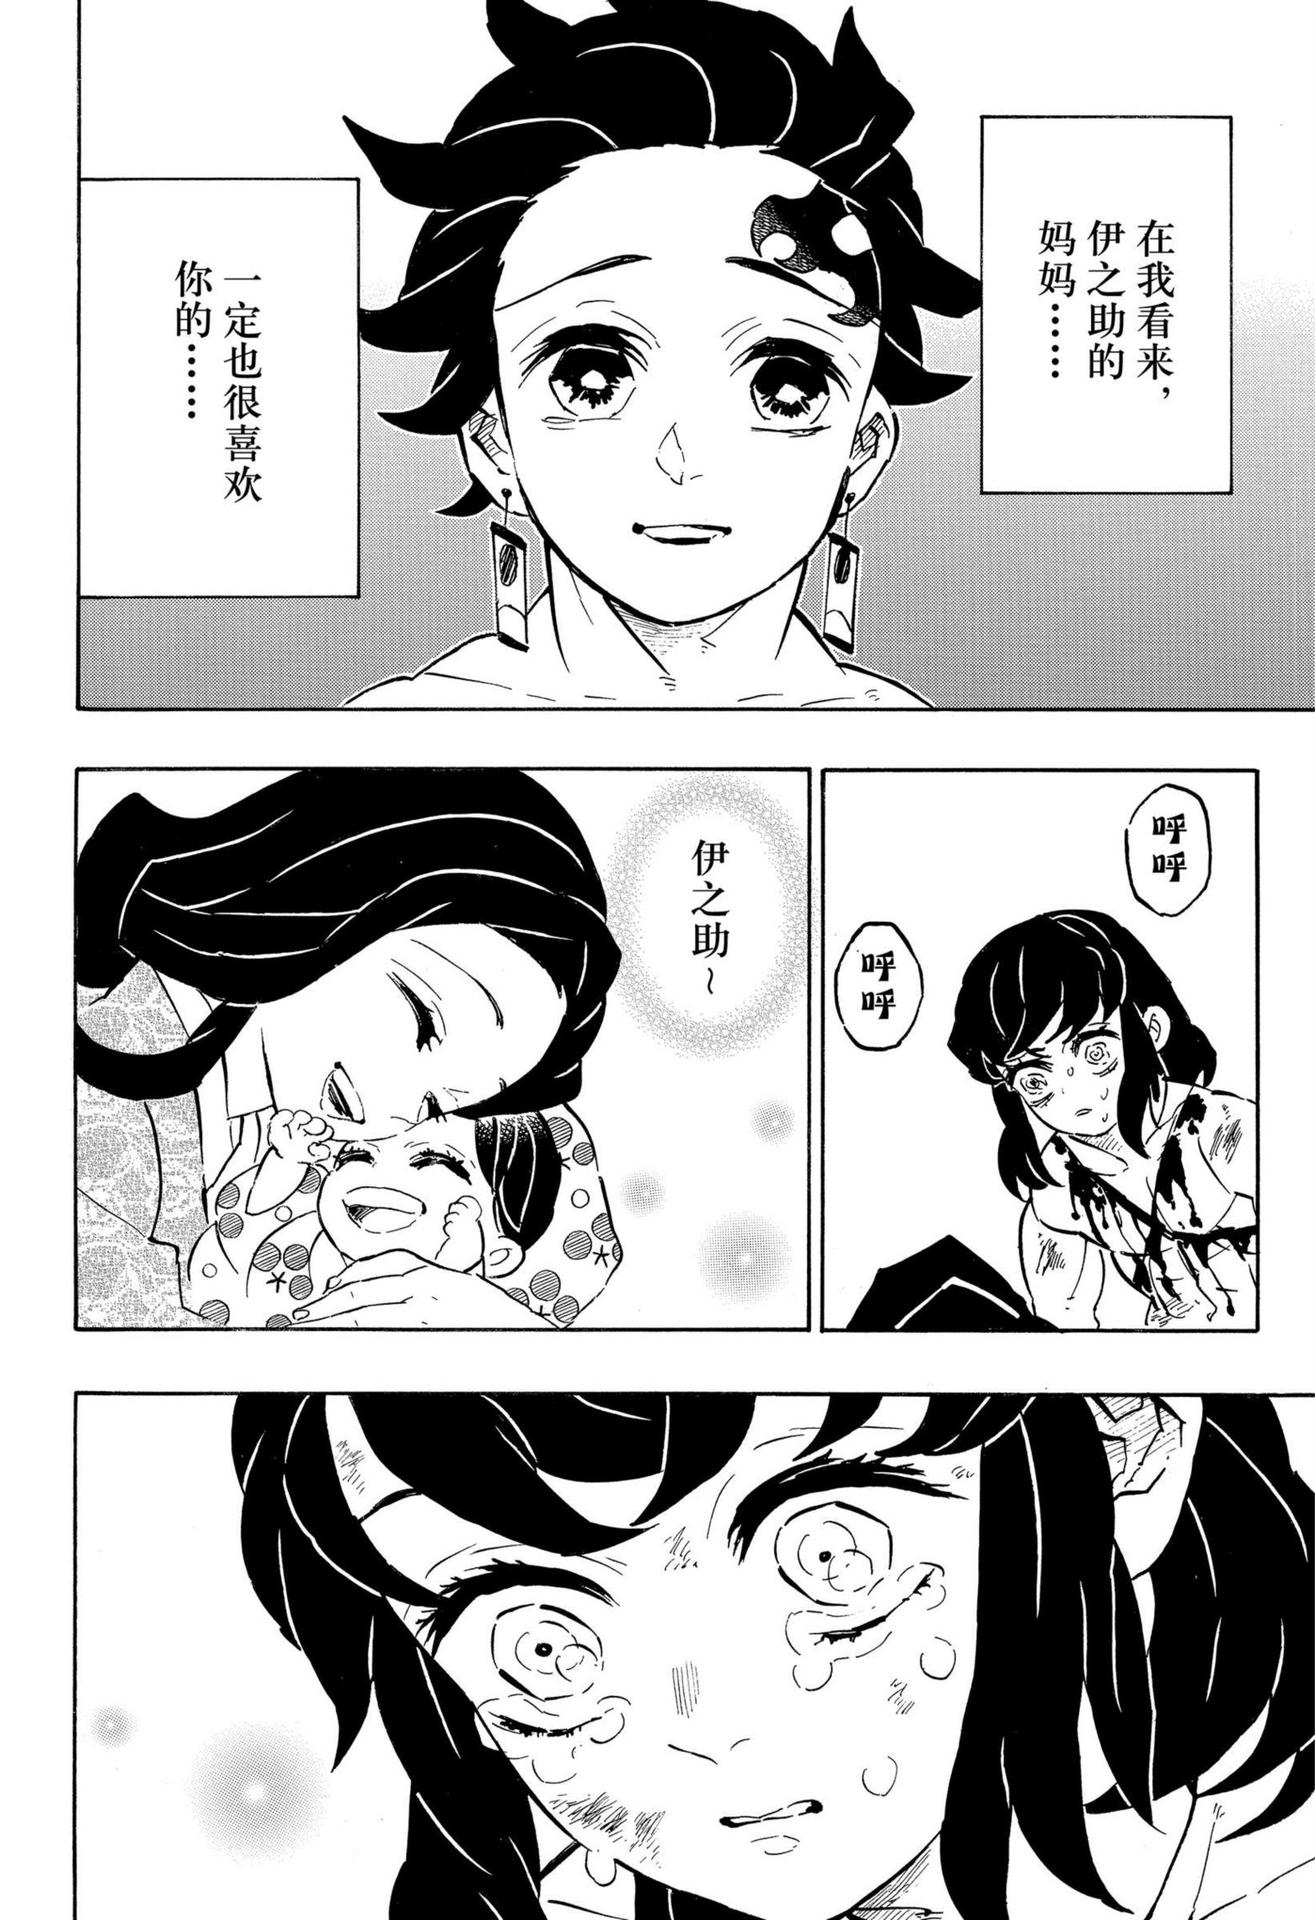 在我看来，
伊之助的
妈妈……
一定也很喜欢
你的……
呼呼
呼呼
伊之助～